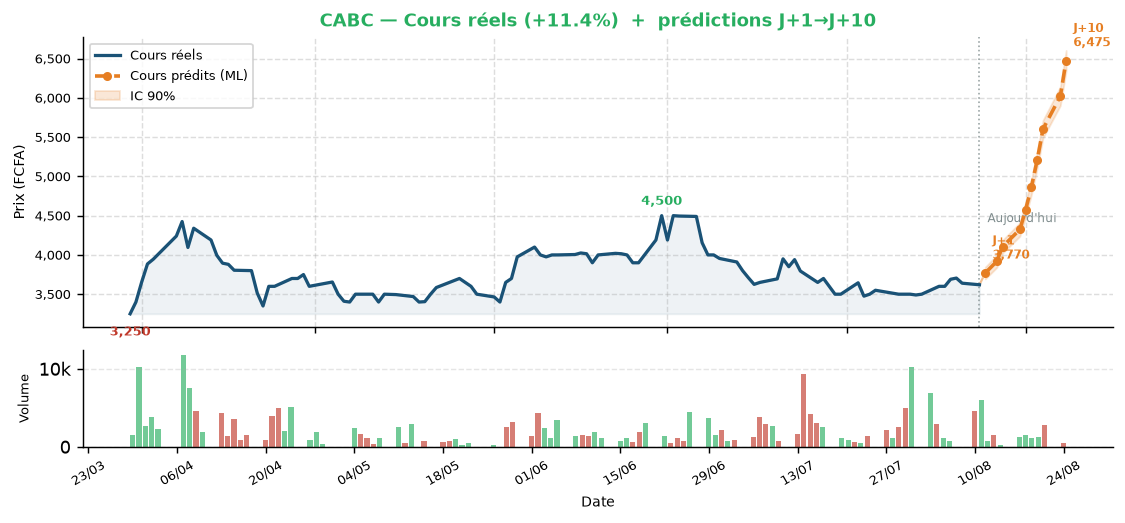 CABC — Cours réels (+11.4%)  +  prédictions J+1→J+10
J+10
6,475
Cours réels
Cours prédits (ML)
IC 90%
Prix (FCFA)
6,500
6,000
5,500
5,000
4,500
4,000
3,500
4,500
Aujourd'hui
J+1
3,770
3,250
Volume
10k
0
23/03
06/04
20/04
04/05
18/05
01/06
15/06
29/06
13/07
27/07
10/08
24/08
Date